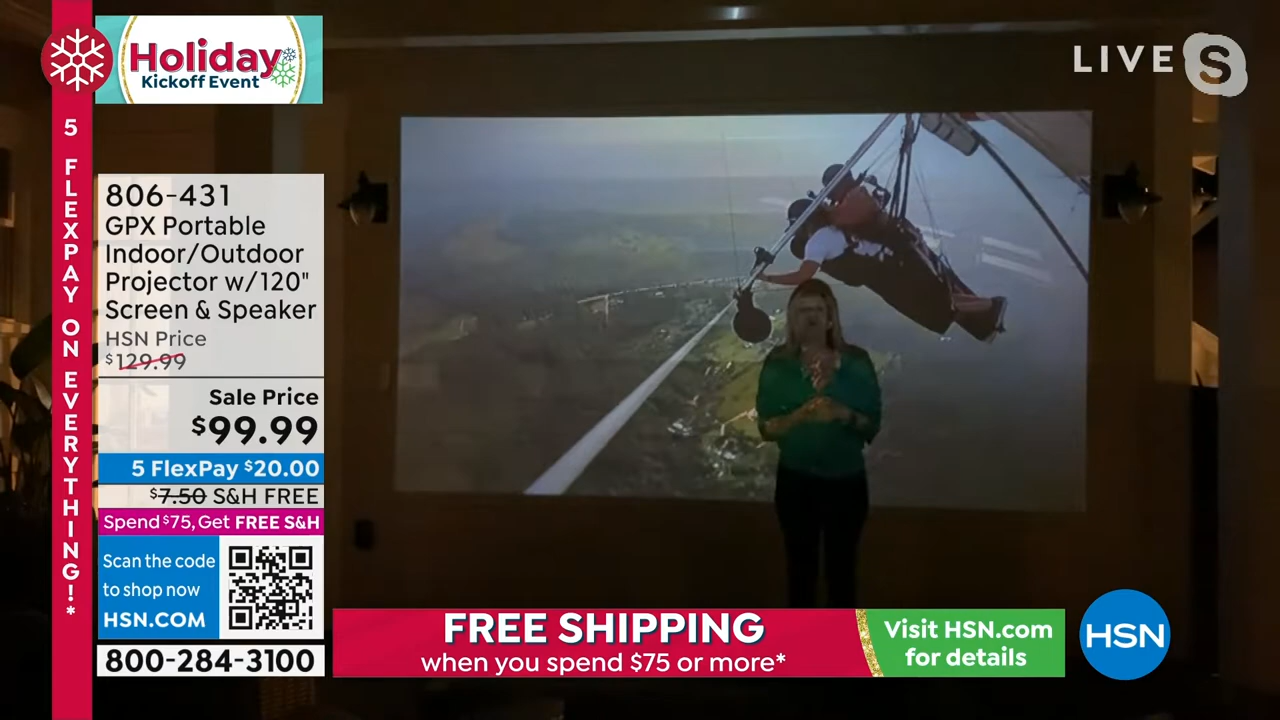 Holiday
Kickoff Event
5 FLEXPAY ON EVERYTHING!*
806-431
GPX Portable
Indoor/Outdoor
Projector w/120"
Screen & Speaker
HSN Price
$129.99
Sale Price
$99.99
5 FlexPay $20.00
$7.50 S&H FREE
Spend $75, Get FREE S&H
Scan the code
to shop now
HSN.COM
800-284-3100
LIVE S
FREE SHIPPING
when you spend $75 or more*
Visit HSN.com
for details
HSN